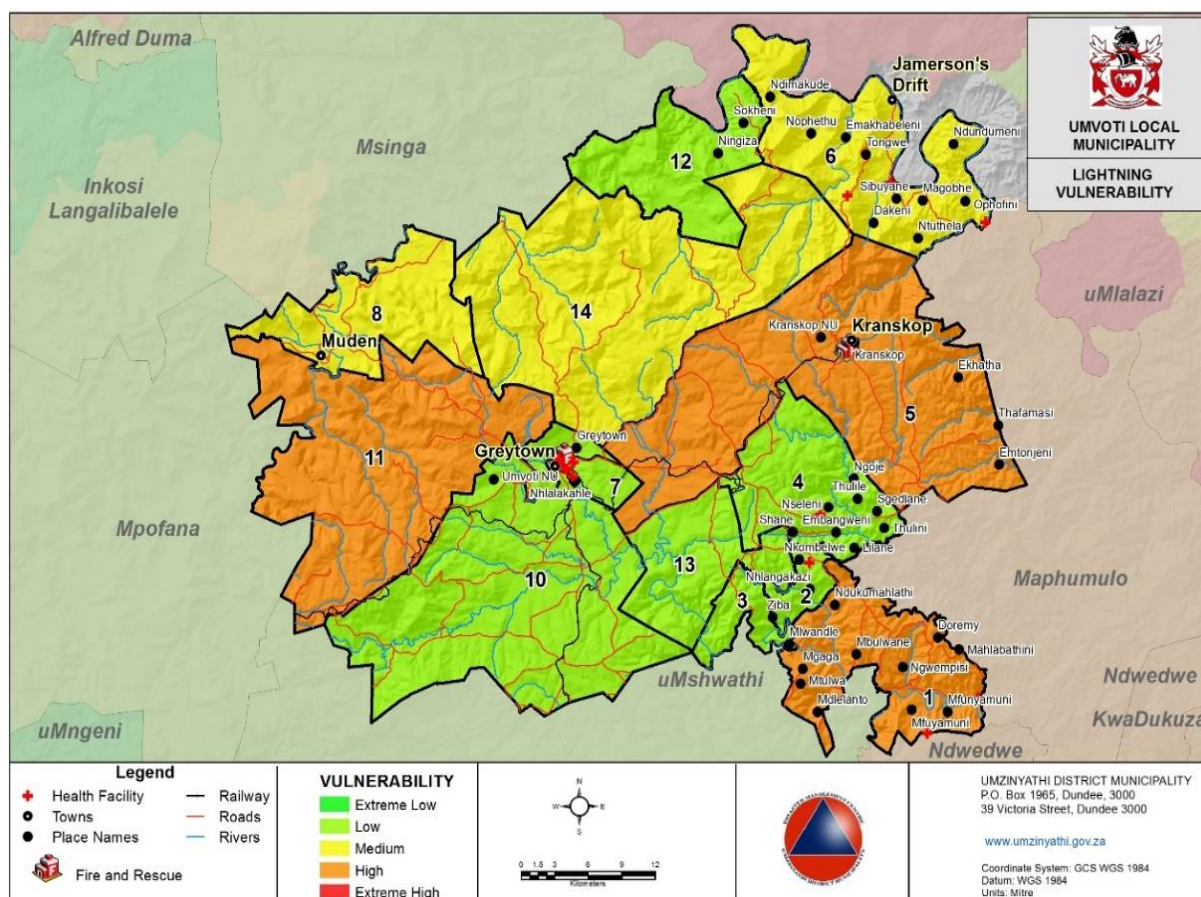 Alfred Duma
Msinga
Inkosi
Langalibalele
Mpofana
uMngeni
uMshwathi
Ndwedwe
Maphumulo
Ndwedwe
KwaDukuza
uMlalazi
Jamerson's
Drift
Ndimakude
Sokheni
Ningiza
12
Nophethu
Emakhabeleni
6
Tongwe
Ndundumeni
Sibuyane
Magobhe
Ophofini
Dakeni
Ntuthela
8
Muden
14
Kranskop NU
Kranskop
Kranskop
Ekhatha
5
Thafamasi
Emtonjeni
11
Greytown
Greytown
Umvoti NU
Nhlalakahle
7
4
Ngoje
Thulile
Nseleni
Sgedlane
Shane
Embangweni
Thulini
Nkombelwe
Lilane
13
10
Nhlangakazi
3
2
Ziba
Ndukumahlathi
Miwandle
Mbulwane
Doremy
Mahlabathini
Mgaga
Ngwempisi
Mtulwa
Mdlelanto
1
Mfunyamuni
Mfuyamuni
UMVOTI LOCAL
MUNICIPALITY
LIGHTNING
VULNERABILITY
Legend
Health Facility
Towns
Place Names
Fire and Rescue
Railway
Roads
Rivers
VULNERABILITY
Extreme Low
Low
Medium
High
Extreme High
N
W E
S
0 1.5 3 6 9 12
Kilometers
DISASTER MANAGEMENT CENTRE
UMZINYATHI DISTRICT MUNICIPALITY
UMZINYATHI DISTRICT MUNICIPALITY
P.O. Box 1965, Dundee, 3000
39 Victoria Street, Dundee 3000
www.umzinyathi.gov.za
Coordinate System: GCS WGS 1984
Datum: WGS 1984
Units: Mitre